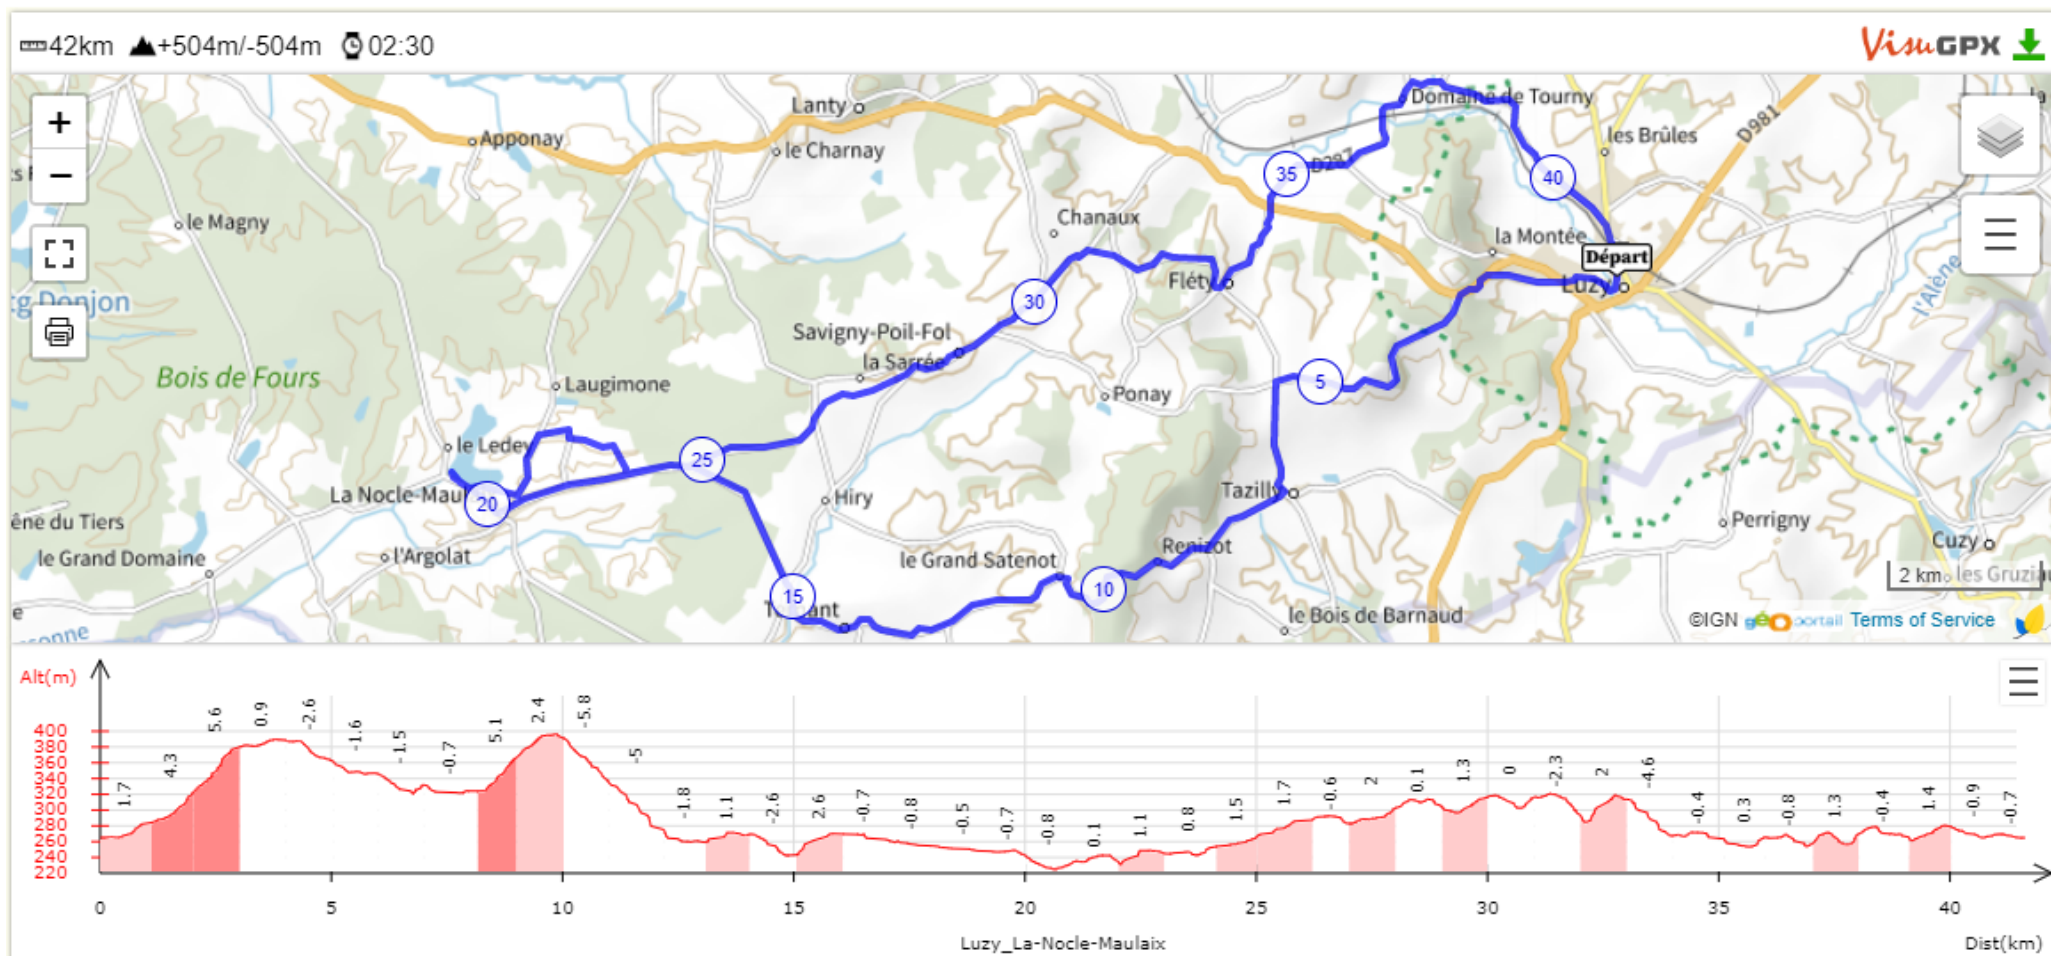 42km +504m/-504m 02:30
VisuGPX
+
−
Lanty
Domaine de Tourny
Apponay
le Charnay
D981
les Brûles
35
D287
40
le Magny
Chanaux
la Montée
Départ
Fléty
Luzy
l'Alène
30
Savigny-Poil-Fol
la Sarrée
Bois de Fours
Laugimone
5
Ponay
le Ledey
25
La Nocle-Mau
20
Hiry
Tazilly
êne du Tiers
Perrigny
le Grand Domaine
l'Argolat
le Grand Satenot
Renizot
Cuzy
10
2 km
les Gruziau
15
le Bois de Barnaud
©IGN géoportail Terms of Service
Alt(m)
400
380
360
340
320
300
280
260
240
220
1.7
4.3
5.6
0.9
-2.6
-1.6
-1.5
-0.7
5.1
2.4
-5.8
-5
-1.8
1.1
-2.6
2.6
-0.7
-0.8
-0.5
-0.7
-0.8
0.1
1.1
0.8
1.5
1.7
-0.6
2
0.1
1.3
0
-2.3
2
-4.6
-0.4
0.3
-0.8
1.3
-0.4
1.4
-0.9
-0.7
0 5 10 15 20 25 30 35 40
Luzy_La-Nocle-Maulaix Dist(km)